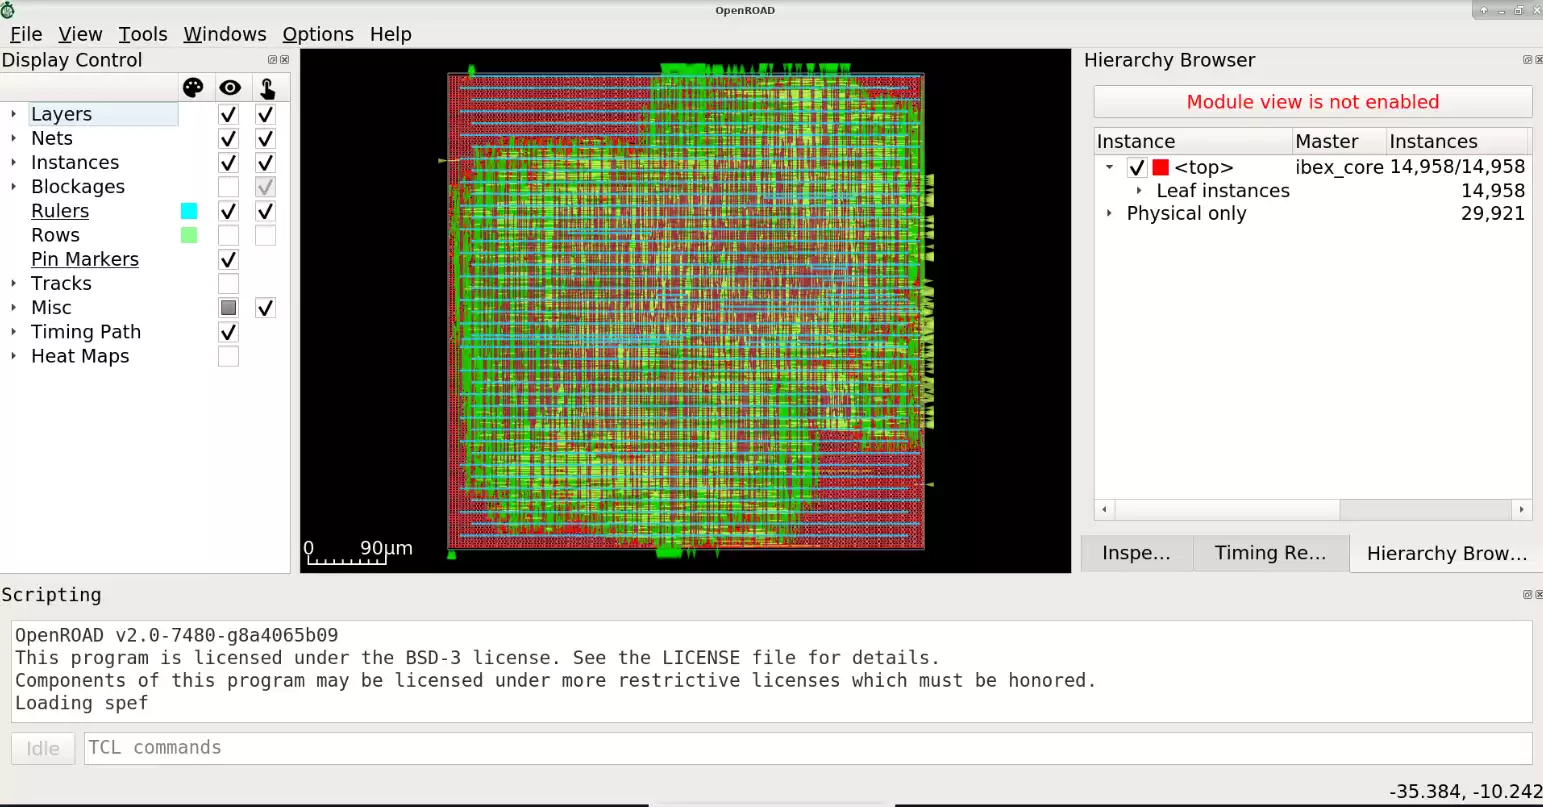 OpenROAD
File View Tools Windows Options Help
Display Control
Layers
Nets
Instances
Blockages
Rulers
Rows
Pin Markers
Tracks
Misc
Timing Path
Heat Maps
0 90μm
Hierarchy Browser
Module view is not enabled
Instance Master Instances
<top> ibex_core 14,958/14,958
Leaf instances 14,958
Physical only 29,921
Inspe... Timing Re... Hierarchy Brow...
Scripting
OpenROAD v2.0-7480-g8a4065b09
This program is licensed under the BSD-3 license. See the LICENSE file for details.
Components of this program may be licensed under more restrictive licenses which must be honored.
Loading spef
Idle TCL commands
-35.384, -10.242